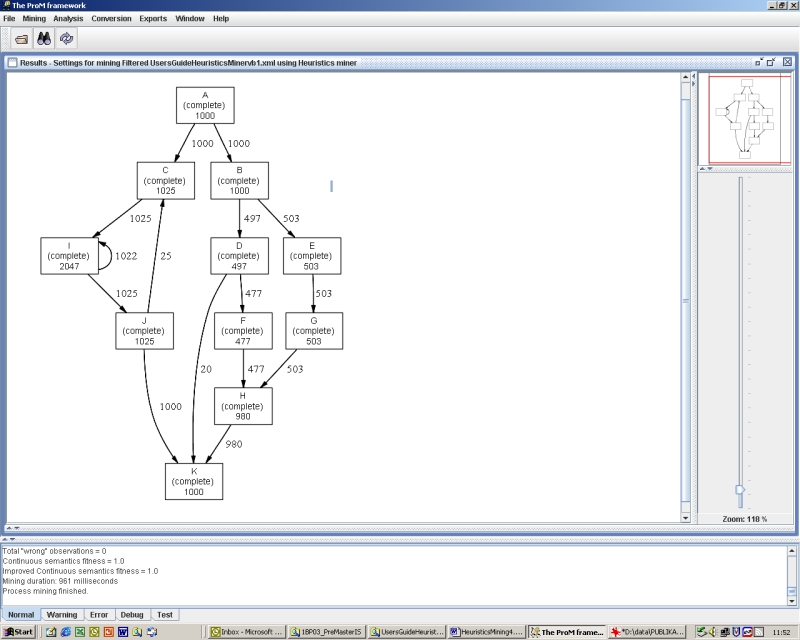 The ProM framework
File Mining Analysis Conversion Exports Window Help
Results - Settings for mining Filtered UsersGuideHeuristicsMinervb1.xml using Heuristics miner
A
(complete)
1000
1000 1000
C
(complete)
1025
B
(complete)
1000
1025 497 503
I
(complete)
2047
1022 25
D
(complete)
497
E
(complete)
503
1025 477 503
J
(complete)
1025
F
(complete)
477
G
(complete)
503
20 477 503
H
(complete)
980
1000
980
K
(complete)
1000
Zoom: 118 %
Total "wrong" observations = 0
Continuous semantics fitness = 1.0
Improved Continuous semantics fitness = 1.0
Mining duration: 961 milliseconds
Process mining finished.
Normal Warning Error Debug Test
Start Inbox - Microsoft ... 1BP03_PreMasterIS UsersGuideHeurist... HeuristicsMining4.... The ProM frame... *D:\data\PUBLIKA... 11:52